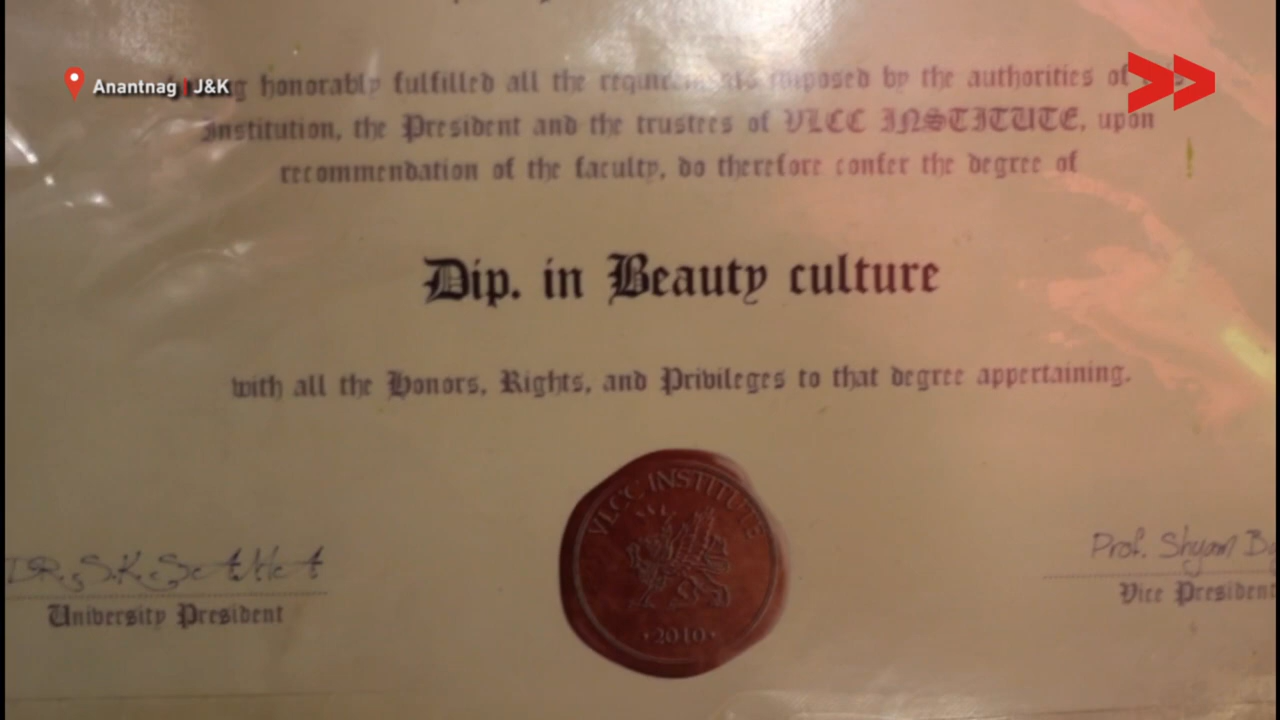 Anantnag | J&K
honorably fulfilled all the requirements imposed by the authorities of
Institution, the President and the trustees of VLCC INSTITUTE, upon
recommendation of the faculty, do therefore confer the degree of
Dip. in Beauty culture
with all the Honors, Rights, and Privileges to that degree appertaining.
VLCC INSTITUTE
2010
DR. S.K.
University President
Prof. Shyam
Vice President